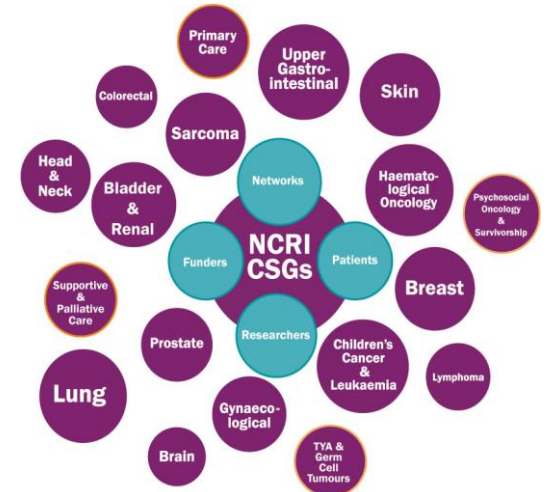 Primary
Care
Upper
Gastro-
intestinal
Skin
Colorectal
Sarcoma
Head
&
Neck
Bladder
&
Renal
Networks
Haemato-
logical
Oncology
Psychosocial
Oncology
&
Survivorship
NCRI
CSGs
Funders
Patients
Researchers
Supportive
&
Palliative
Care
Breast
Prostate
Children's
Cancer
&
Leukaemia
Lymphoma
Lung
Gynaeco-
logical
Brain
TYA &
Germ
Cell
Tumours